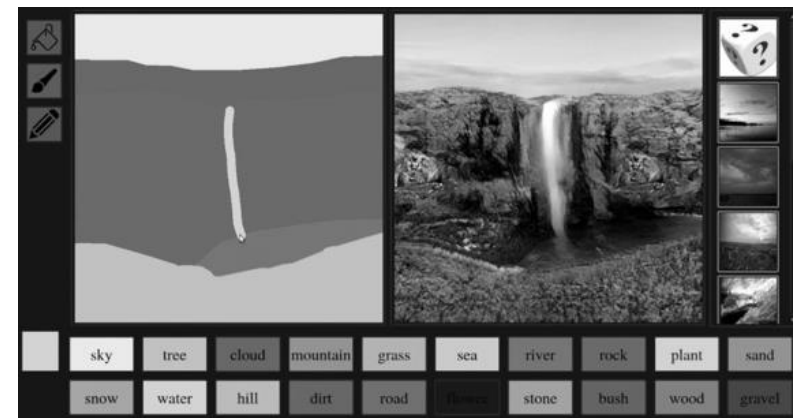 sky tree cloud mountain grass sea river rock plant sand
snow water hill dirt road flower stone bush wood gravel